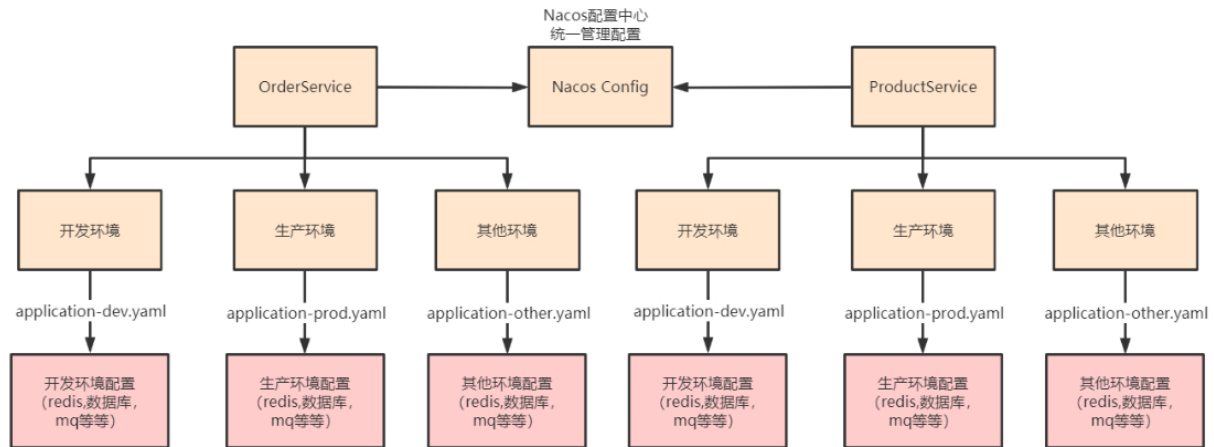 Nacos配置中心
统一管理配置
OrderService
Nacos Config
ProductService
开发环境
生产环境
其他环境
开发环境
生产环境
其他环境
application-dev.yaml
application-prod.yaml
application-other.yaml
application-dev.yaml
application-prod.yaml
application-other.yaml
开发环境配置
（redis,数据库，
mq等等）
生产环境配置
（redis,数据库，
mq等等）
其他环境配置
（redis,数据库，
mq等等）
开发环境配置
（redis,数据库，
mq等等）
生产环境配置
（redis,数据库，
mq等等）
其他环境配置
（redis,数据库，
mq等等）